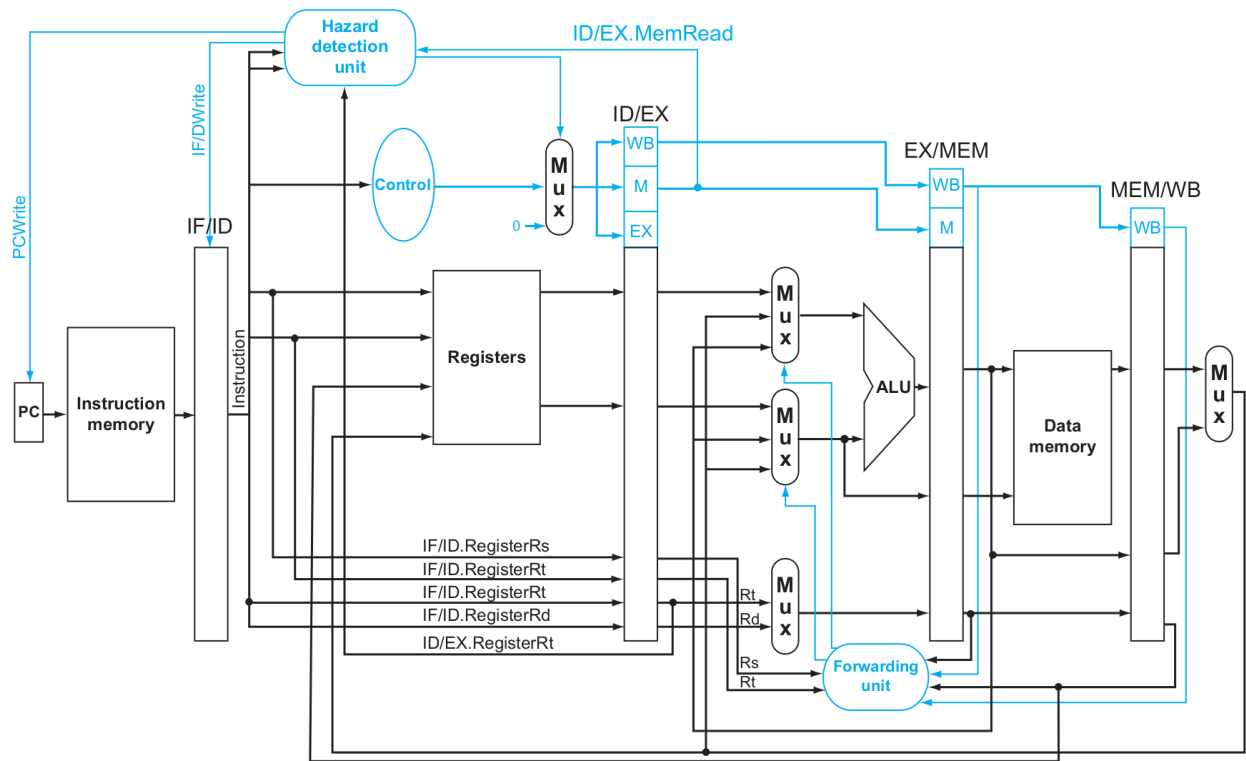 Hazard
detection
unit
ID/EX.MemRead
PCWrite
IF/DWrite
ID/EX
WB
M
EX
Control
0
M
u
x
EX/MEM
WB
M
MEM/WB
WB
IF/ID
Instruction
PC
Instruction
memory
Registers
M
u
x
M
u
x
ALU
Data
memory
M
u
x
IF/ID.RegisterRs
IF/ID.RegisterRt
IF/ID.RegisterRt
IF/ID.RegisterRd
ID/EX.RegisterRt
Rt
Rd
M
u
x
Rs
Rt
Forwarding
unit